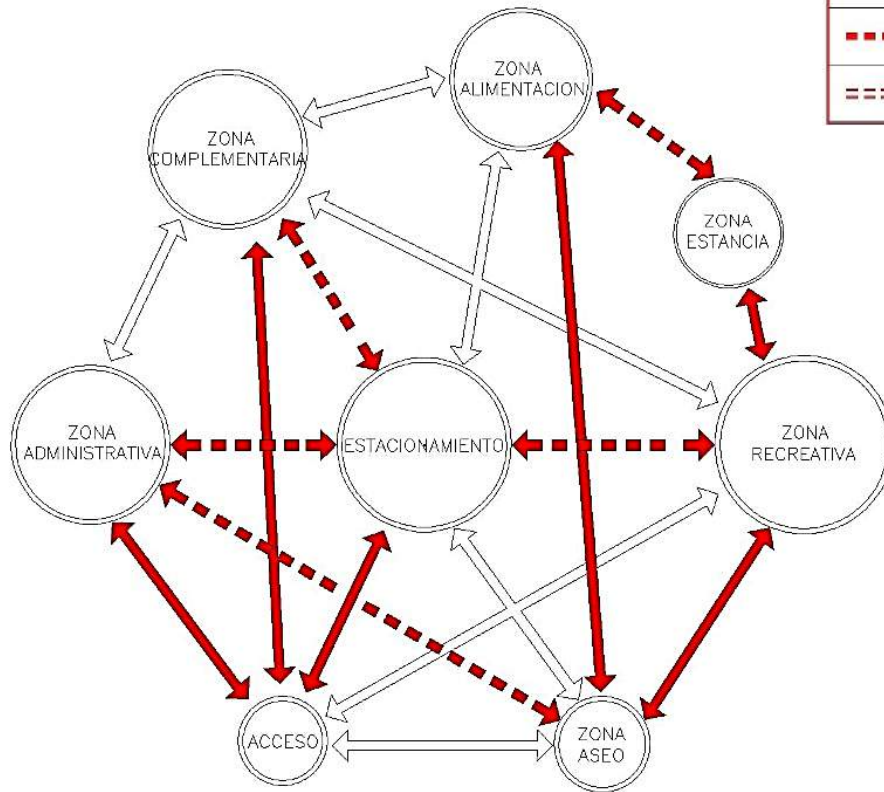 ZONA
ALIMENTACION
ZONA
COMPLEMENTARIA
ZONA
ESTANCIA
ZONA
ADMINISTRATIVA
ESTACIONAMIENTO
ZONA
RECREATIVA
ACCESO
ZONA
ASEO